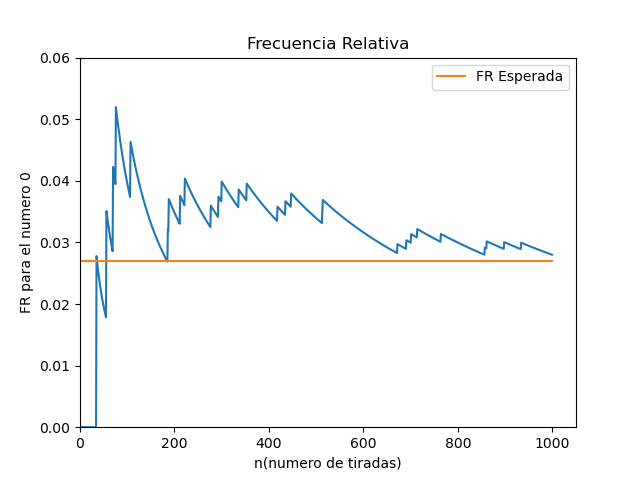 Frecuencia Relativa
FR Esperada
0.06
0.05
0.04
0.03
0.02
0.01
0.00
FR para el numero 0
0 200 400 600 800 1000
n(numero de tiradas)